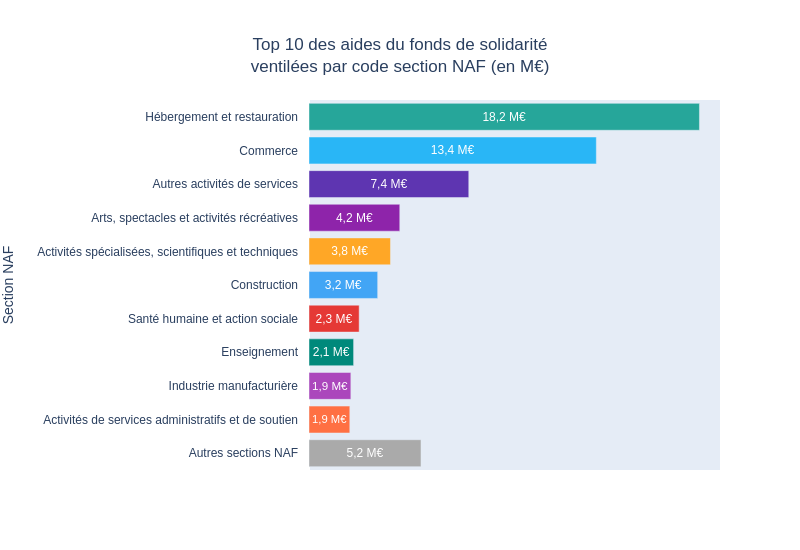 Top 10 des aides du fonds de solidarité
ventilées par code section NAF (en M€)
Section NAF
Hébergement et restauration 18,2 M€
Commerce 13,4 M€
Autres activités de services 7,4 M€
Arts, spectacles et activités récréatives 4,2 M€
Activités spécialisées, scientifiques et techniques 3,8 M€
Construction 3,2 M€
Santé humaine et action sociale 2,3 M€
Enseignement 2,1 M€
Industrie manufacturière 1,9 M€
Activités de services administratifs et de soutien 1,9 M€
Autres sections NAF 5,2 M€